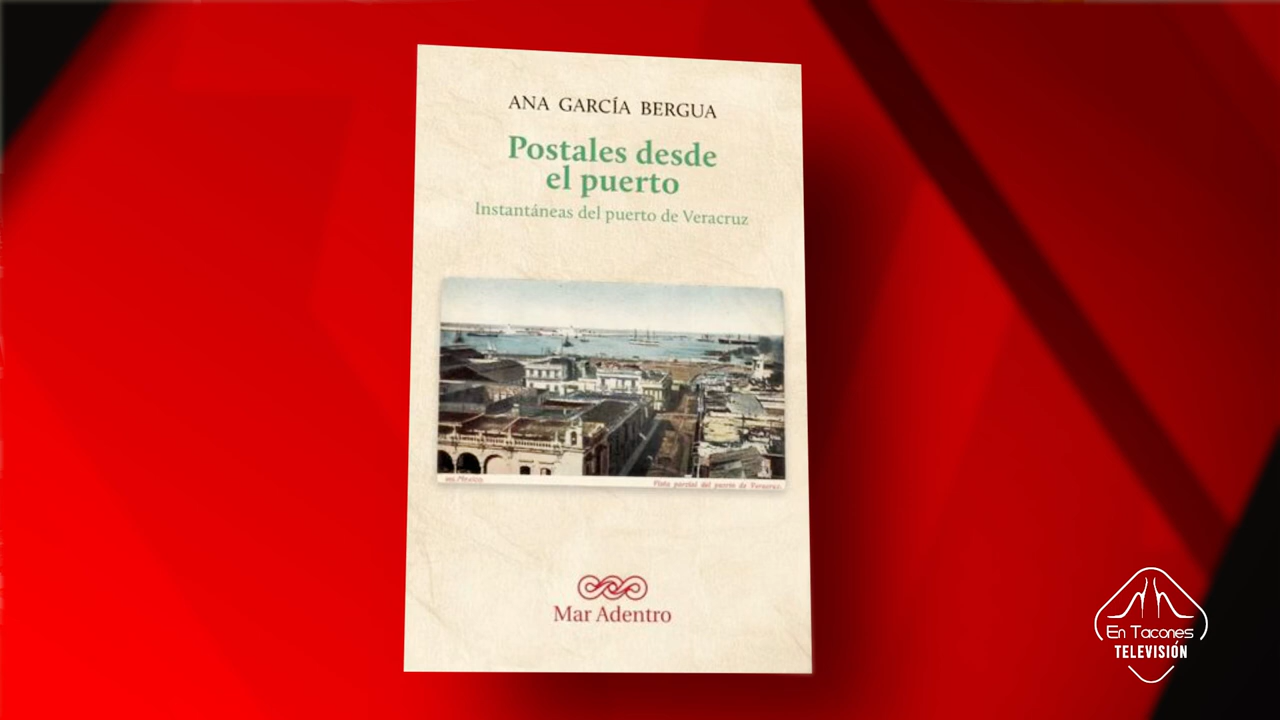 ANA GARCÍA BERGUA
Postales desde
el puerto
Instantáneas del puerto de Veracruz
Vista parcial del puerto de Veracruz.
Mar Adentro
En Tacones
TELEVISIÓN